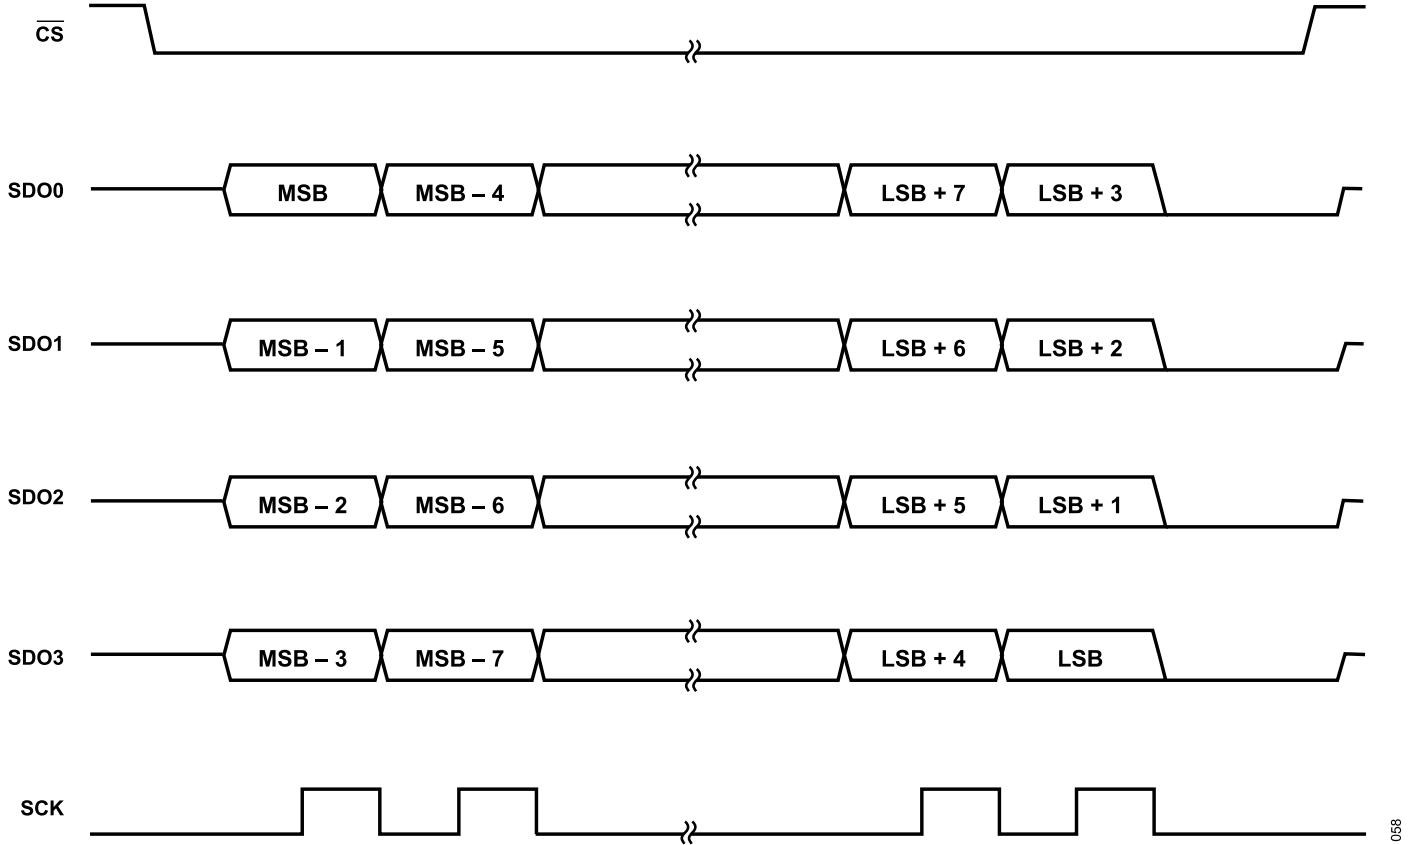 CS
SDO0 MSB MSB – 4 LSB + 7 LSB + 3
SDO1 MSB – 1 MSB – 5 LSB + 6 LSB + 2
SDO2 MSB – 2 MSB – 6 LSB + 5 LSB + 1
SDO3 MSB – 3 MSB – 7 LSB + 4 LSB
SCK
058